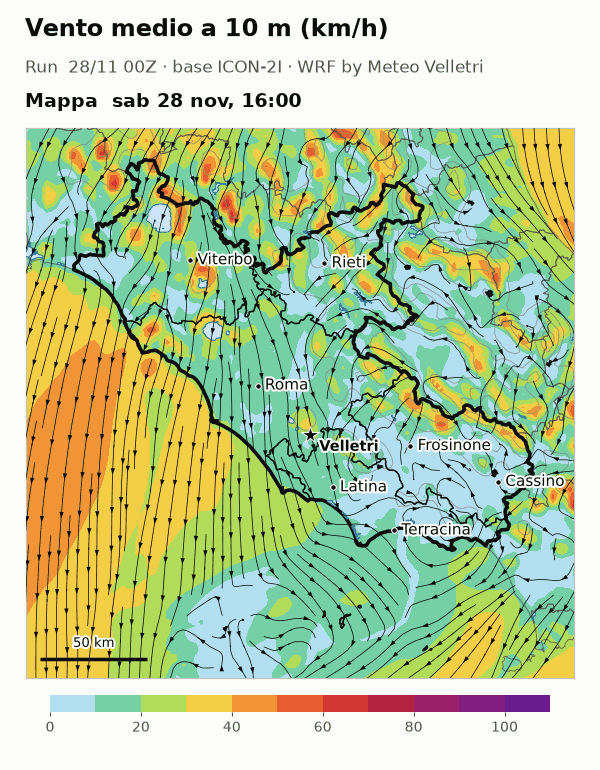 Vento medio a 10 m (km/h)
Run 28/11 00Z · base ICON-2I · WRF by Meteo Velletri
Mappa sab 28 nov, 16:00
Viterbo
Rieti
Roma
Velletri
Frosinone
Cassino
Latina
Terracina
50 km
0 20 40 60 80 100